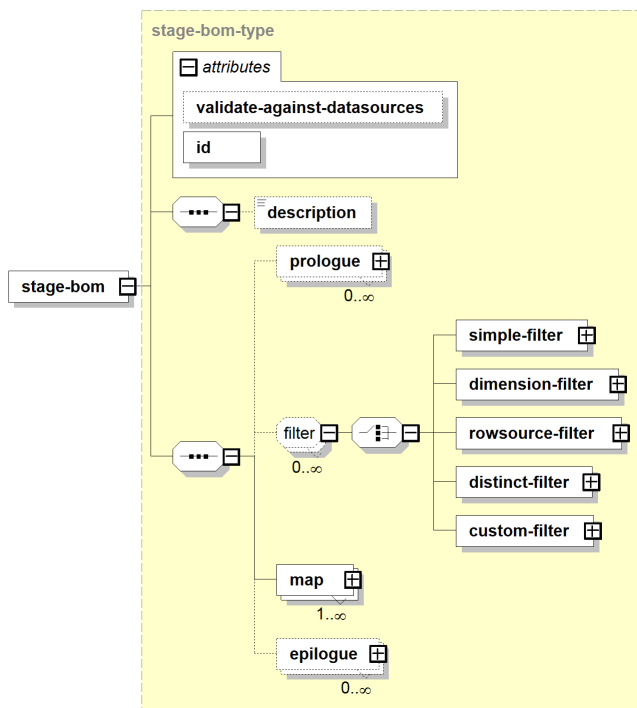 stage-bom-type
attributes
validate-against-datasources
id
description
prologue
0..∞
stage-bom
simple-filter
dimension-filter
filter
rowsource-filter
0..∞
distinct-filter
custom-filter
map
1..∞
epilogue
0..∞